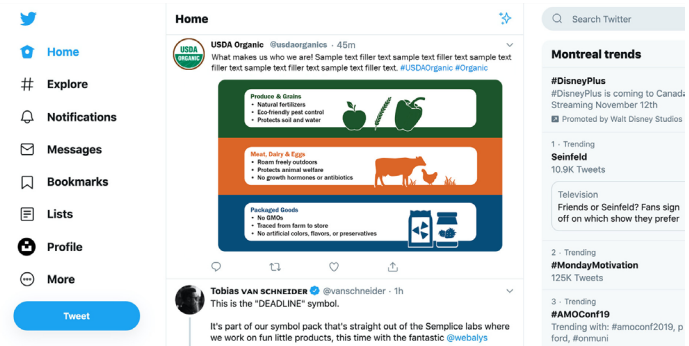 Home
Explore
Notifications
Messages
Bookmarks
Lists
Profile
More
Tweet
Home
USDA
ORGANIC
USDA Organic @usdaorganics · 45m
What makes us who we are! Sample text filler text sample text filler text sample text
filler text sample text filler text sample text filler text. #USDAOrganic #Organic
Produce & Grains
• Natural fertilizers
• Eco-friendly pest control
• Protects soil and water
Meat, Dairy & Eggs
• Roam freely outdoors
• Protects animal welfare
• No growth hormones or antibiotics
Packaged Goods
• No GMOs
• Traced from farm to store
• No artificial colors, flavors, or preservatives
Tobias VAN SCHNEIDER @vanschneider · 1h
This is the "DEADLINE" symbol.
It's part of our symbol pack that's straight out of the Semplice labs where
we work on fun little products, this time with the fantastic @webalys
Search Twitter
Montreal trends
#DisneyPlus
#DisneyPlus is coming to Canada
Streaming November 12th
Promoted by Walt Disney Studios
1 · Trending
Seinfeld
10.9K Tweets
Television
Friends or Seinfeld? Fans sign
off on which show they prefer
2 · Trending
#MondayMotivation
125K Tweets
3 · Trending
#AMOConf19
Trending with: #amoconf2019, p
ford, #onmuni